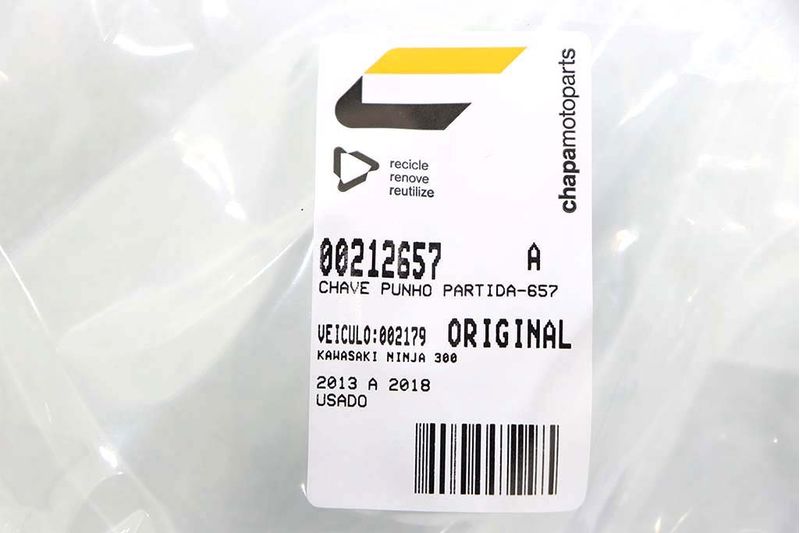 chapamotoparts
recicle
renove
reutilize
00212657 A
CHAVE PUNHO PARTIDA-657
VEICULO:002179 ORIGINAL
KAWASAKI NINJA 300
2013 A 2018
USADO